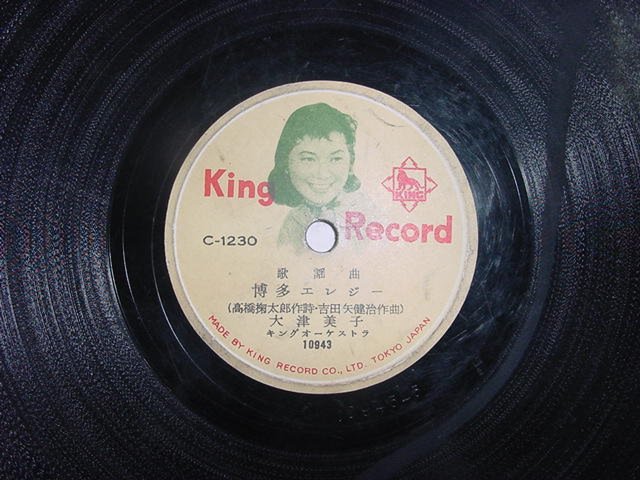 King
KING
C-1230
Record
歌謡曲
博多エレジー
(高橋掬太郎作詩・吉田矢健治作曲)
大津美子
キングオーケストラ
10943
MADE BY KING RECORD CO., LTD. TOKYO JAPAN